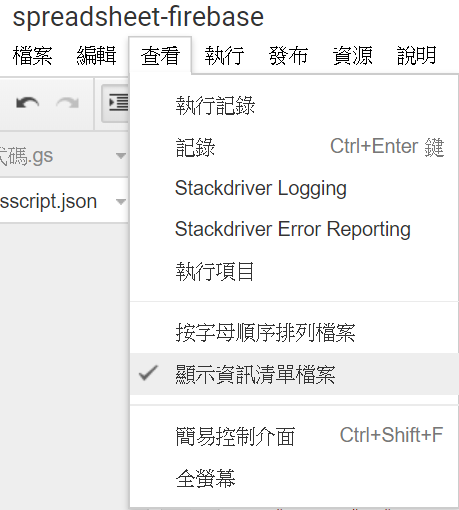 spreadsheet-firebase
檔案 編輯 查看 執行 發布 資源 說明
執行記錄
記錄 Ctrl+Enter 鍵
式碼.gs
Stackdriver Logging
sscript.json
Stackdriver Error Reporting
執行項目
按字母順序排列檔案
顯示資訊清單檔案
簡易控制介面 Ctrl+Shift+F
全螢幕